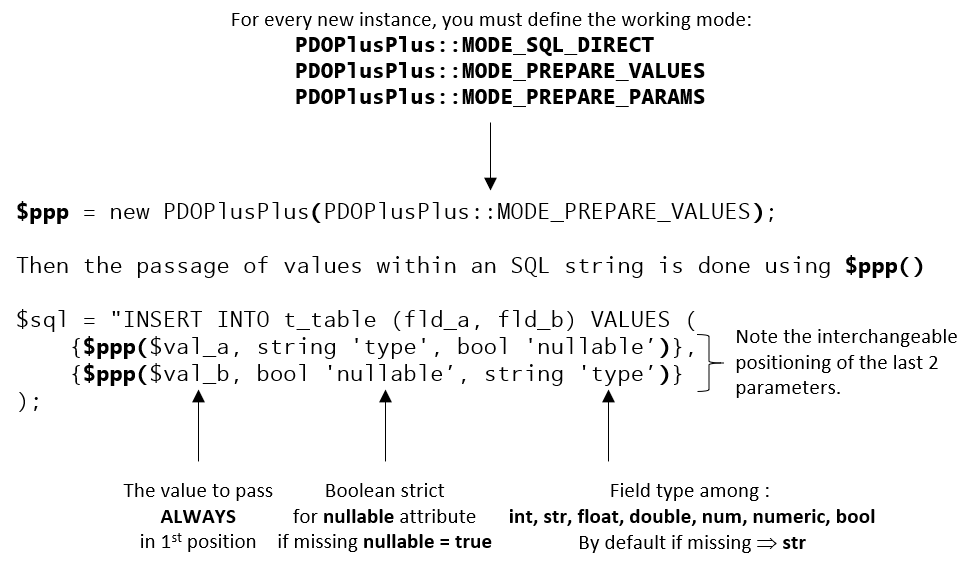 For every new instance, you must define the working mode:
PDOPlusPlus::MODE_SQL_DIRECT
PDOPlusPlus::MODE_PREPARE_VALUES
PDOPlusPlus::MODE_PREPARE_PARAMS
$ppp = new PDOPlusPlus(PDOPlusPlus::MODE_PREPARE_VALUES);
Then the passage of values within an SQL string is done using $ppp()
$sql = "INSERT INTO t_table (fld_a, fld_b) VALUES (
{$ppp($val_a, string 'type', bool 'nullable’)},
{$ppp($val_b, bool 'nullable’, string 'type’)}
);
Note the interchangeable
positioning of the last 2
parameters.
The value to pass
ALWAYS
in 1st position
Boolean strict
for nullable attribute
if missing nullable = true
Field type among :
int, str, float, double, num, numeric, bool
By default if missing ⇒ str